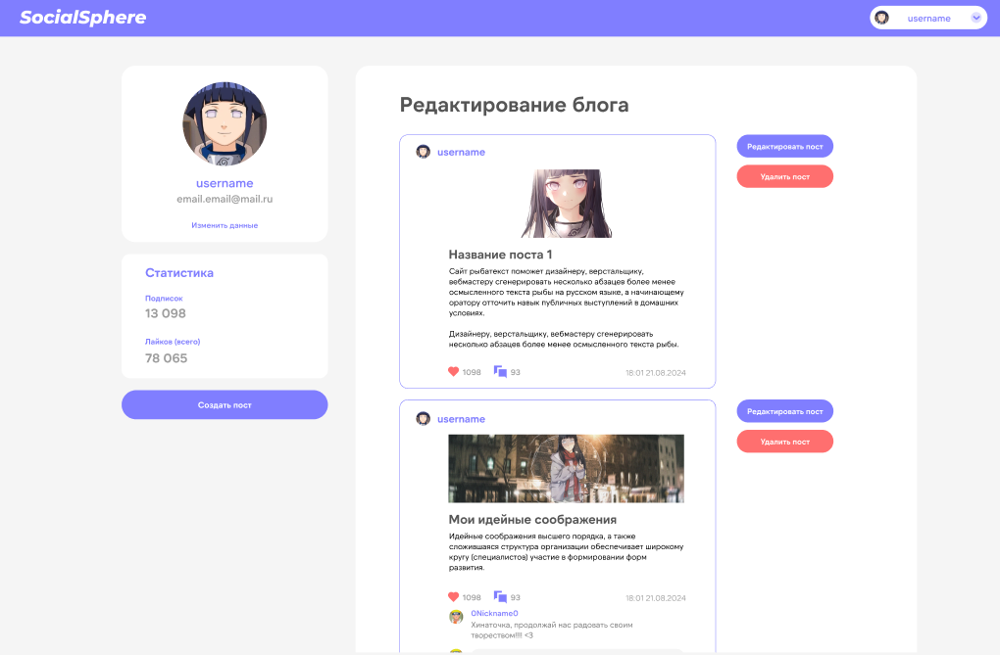 SocialSphere
username
username
email.email@mail.ru
Изменить данные
Статистика
Подписок
13 098
Лайков (всего)
78 065
Создать пост
Редактирование блога
username
Название поста 1
Сайт рыбатекст поможет дизайнеру, верстальщику,
вебмастеру сгенерировать несколько абзацев более менее
осмысленного текста рыбы на русском языке, а начинающему
оратору отточить навык публичных выступлений в домашних
условиях.
Дизайнеру, верстальщику, вебмастеру сгенерировать
несколько абзацев более менее осмысленного текста рыбы.
1098 93 18:01 21.08.2024
Редактировать пост
Удалить пост
username
Мои идейные соображения
Идейные соображения высшего порядка, а также
сложившаяся структура организации обеспечивает широкому
кругу (специалистов) участие в формировании форм
развития.
1098 93 18:01 21.08.2024
0Nickname0
Хинаточка, продолжай нас радовать своим
твореством!!!! <3
Редактировать пост
Удалить пост